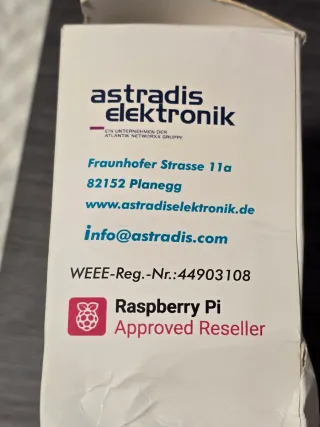 astradis
elektronik
EIN UNTERNEHMEN DER
ATLANTIK NETWORXX GRUPPE
Fraunhofer Strasse 11a
82152 Planegg
www.astradiselektronik.de
info@astradis.com
WEEE-Reg.-Nr.:44903108
Raspberry Pi
Approved Reseller